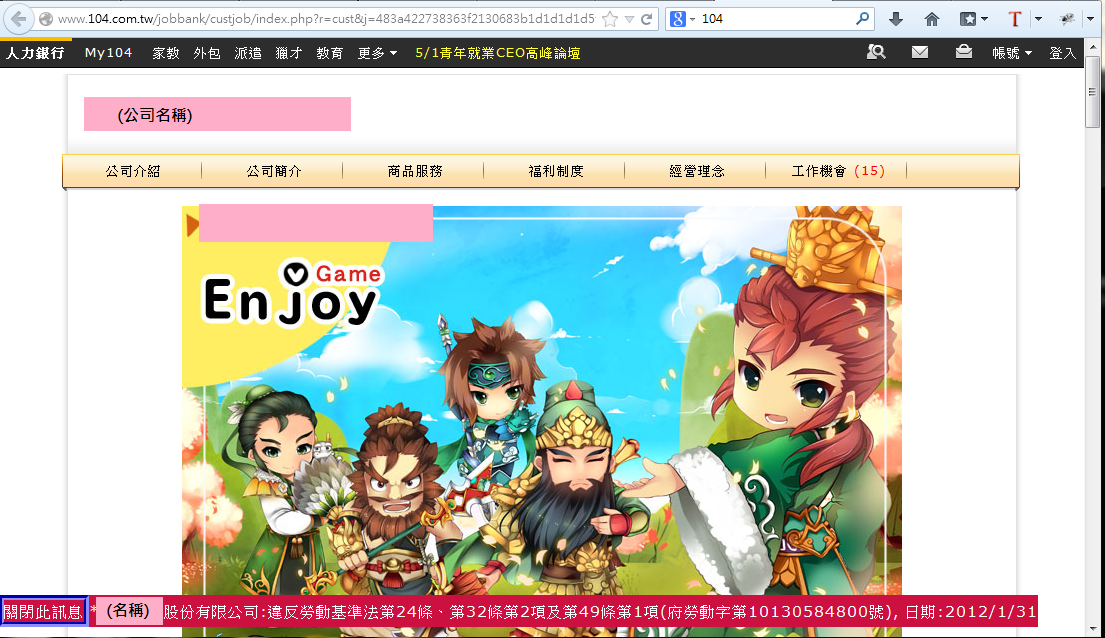 www.104.com.tw/jobbank/custjob/index.php?r=cust&j=483a422738363f2130683b1d1d1d1d5 104
人力銀行 My104 家教 外包 派遣 獵才 教育 更多 5/1青年就業CEO高峰論壇 帳號 登入
(公司名稱)
公司介紹 公司簡介 商品服務 福利制度 經營理念 工作機會 (15)
Game
Enjoy
關閉此訊息 * (名稱) 股份有限公司:違反勞動基準法第24條、第32條第2項及第49條第1項(府勞動字第10130584800號), 日期:2012/1/31